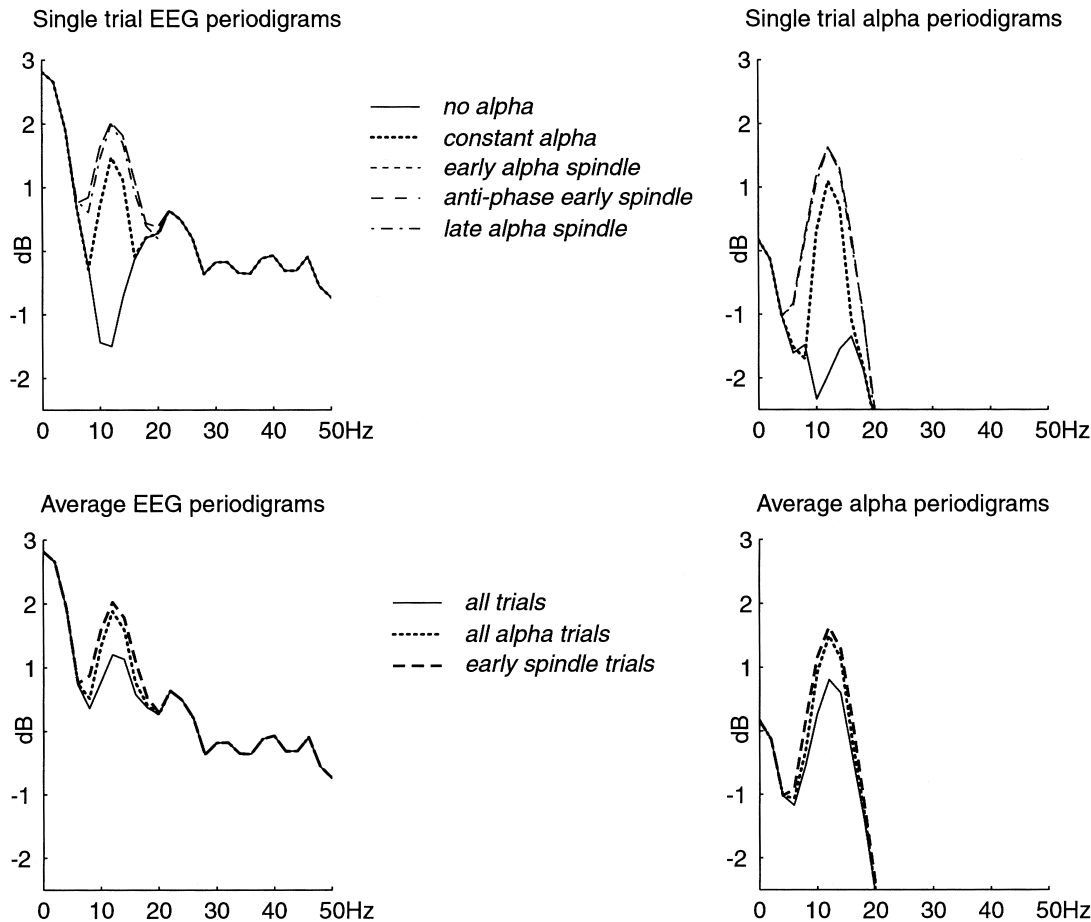 Single trial EEG periodigrams
3
2
1
dB
-1
-2
0 10 20 30 40 50Hz
no alpha
constant alpha
early alpha spindle
anti-phase early spindle
late alpha spindle
Single trial alpha periodigrams
3
2
1
dB
-1
-2
0 10 20 30 40 50Hz
Average EEG periodigrams
3
2
1
dB
-1
-2
0 10 20 30 40 50Hz
all trials
all alpha trials
early spindle trials
Average alpha periodigrams
3
2
1
dB
-1
-2
0 10 20 30 40 50Hz